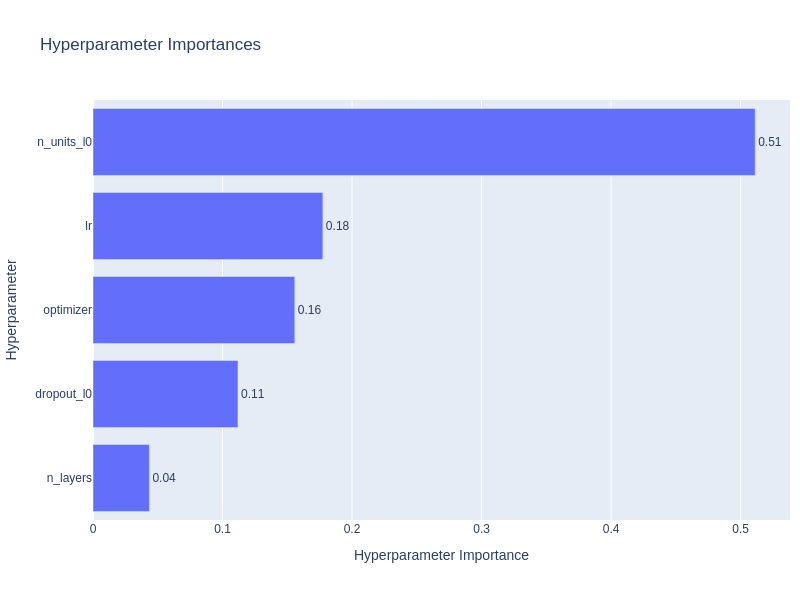 Hyperparameter Importances
n_units_l0
0.51
lr
0.18
optimizer
0.16
dropout_l0
0.11
n_layers
0.04
0
0.1
0.2
0.3
0.4
0.5
Hyperparameter Importance
Hyperparameter